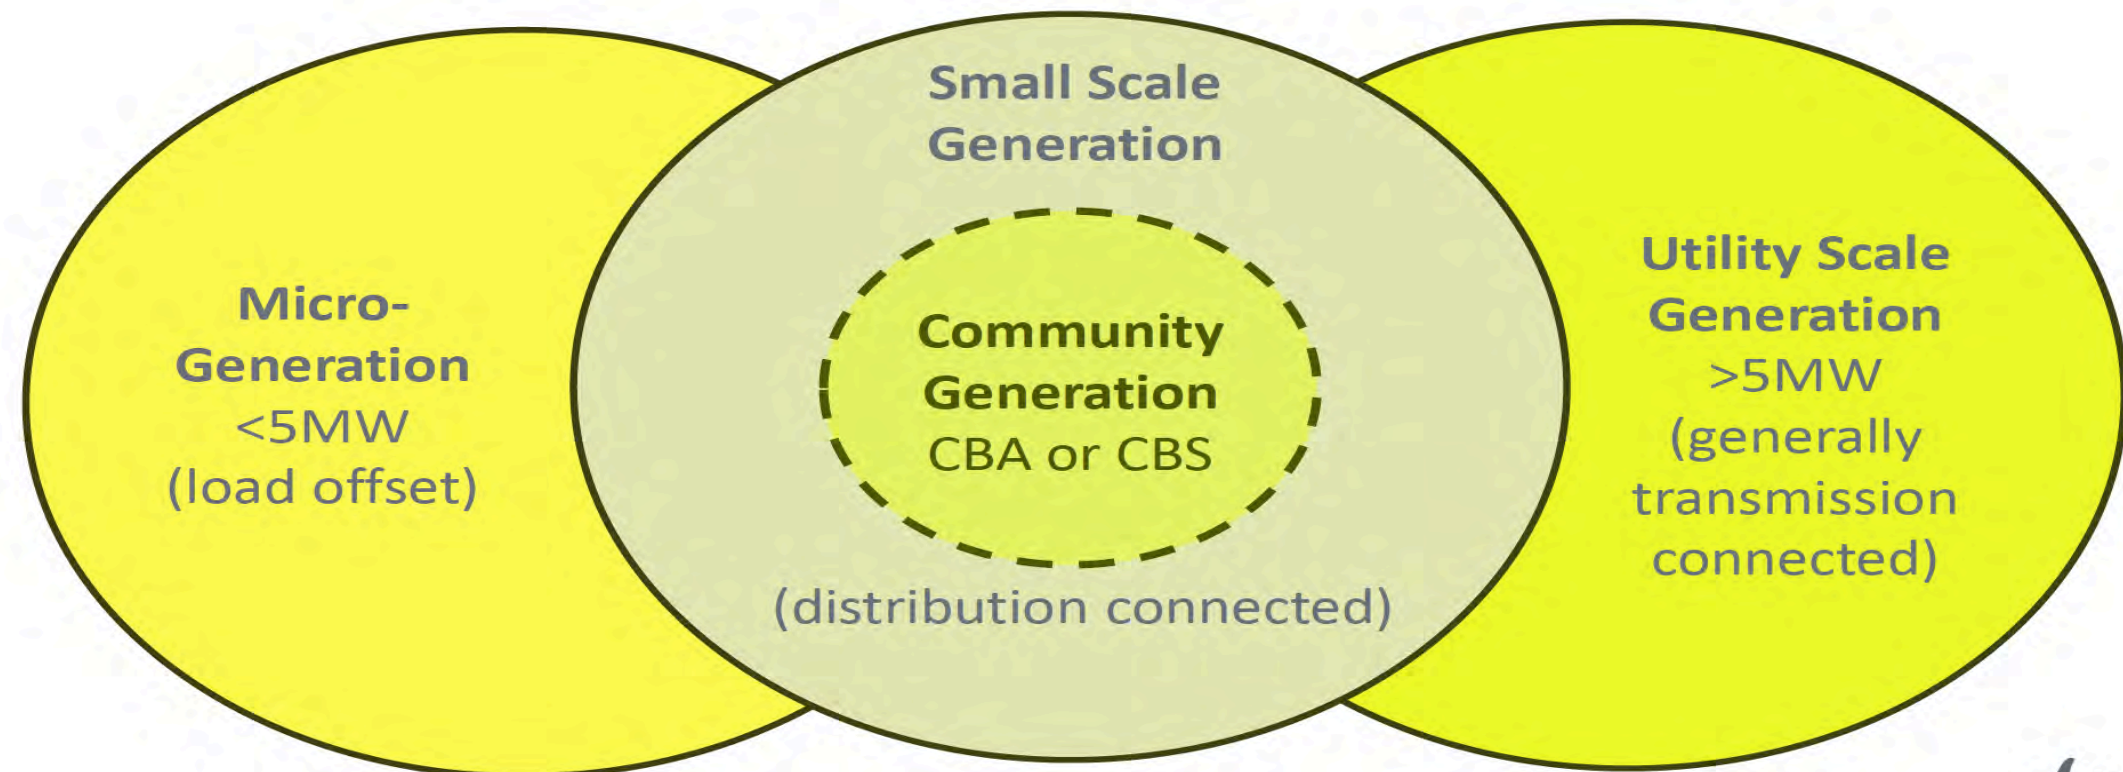 Micro-
Generation
<5MW
(load offset)
Small Scale
Generation
Community
Generation
CBA or CBS
(distribution connected)
Utility Scale
Generation
>5MW
(generally
transmission
connected)